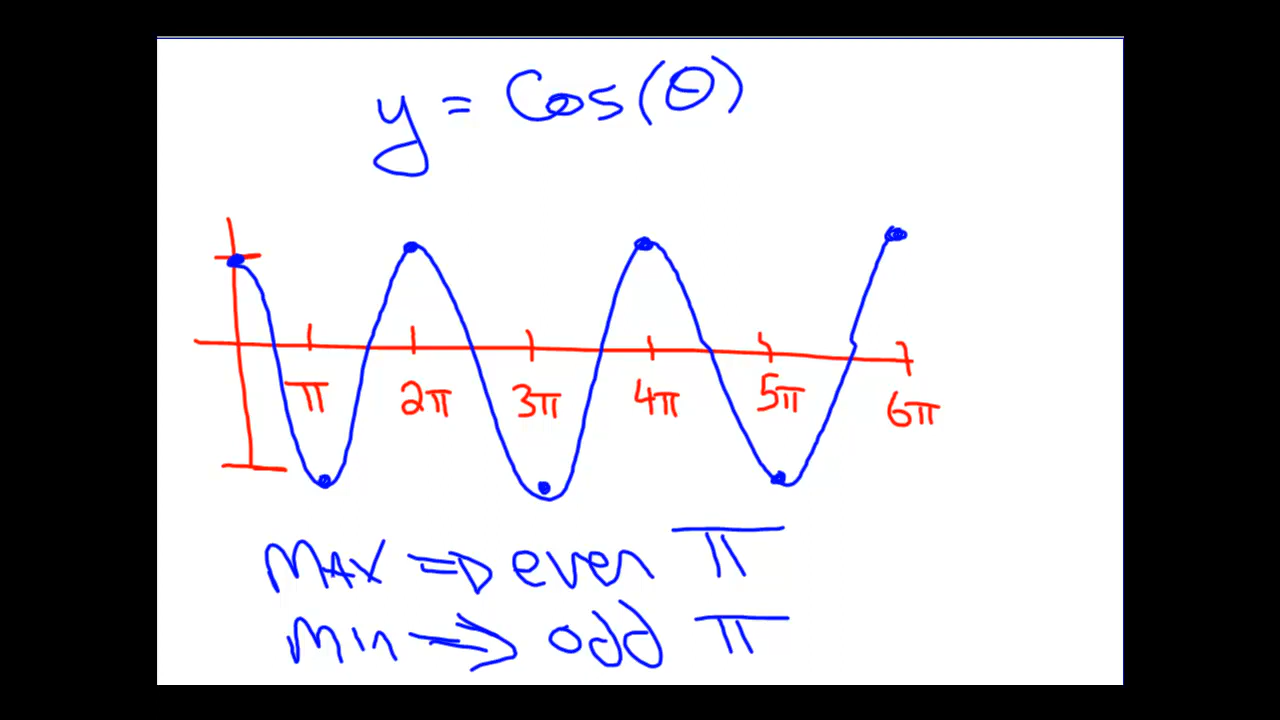 y = Cos(θ)
π 2π 3π 4π 5π 6π
MAX ⇒ even π
Min ⇒ odd π